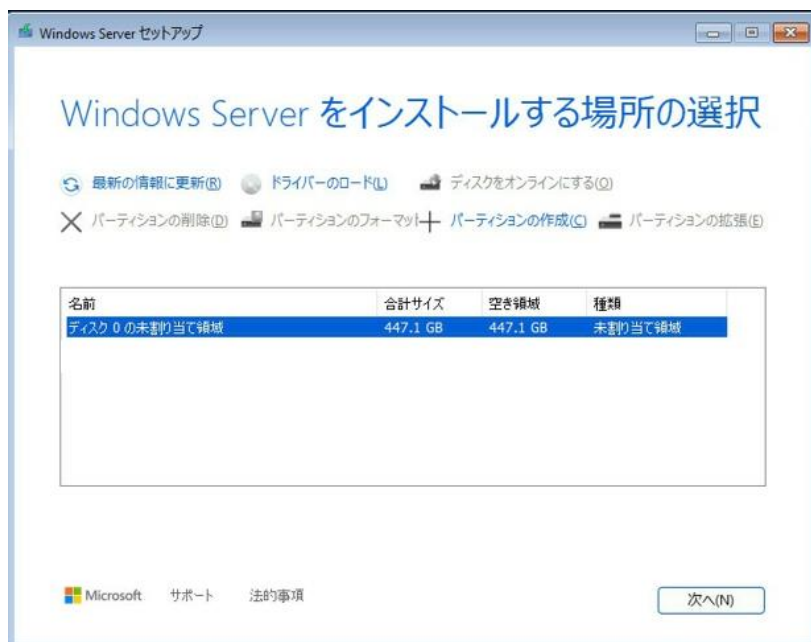 Windows Server セットアップ
Windows Server をインストールする場所の選択
最新の情報に更新(R) ドライバーのロード(L) ディスクをオンラインにする(O)
パーティションの削除(D) パーティションのフォーマット パーティションの作成(C) パーティションの拡張(E)
名前 合計サイズ 空き領域 種類
ディスク 0 の未割り当て領域 447.1 GB 447.1 GB 未割り当て領域
Microsoft サポート 法的事項 次へ(N)